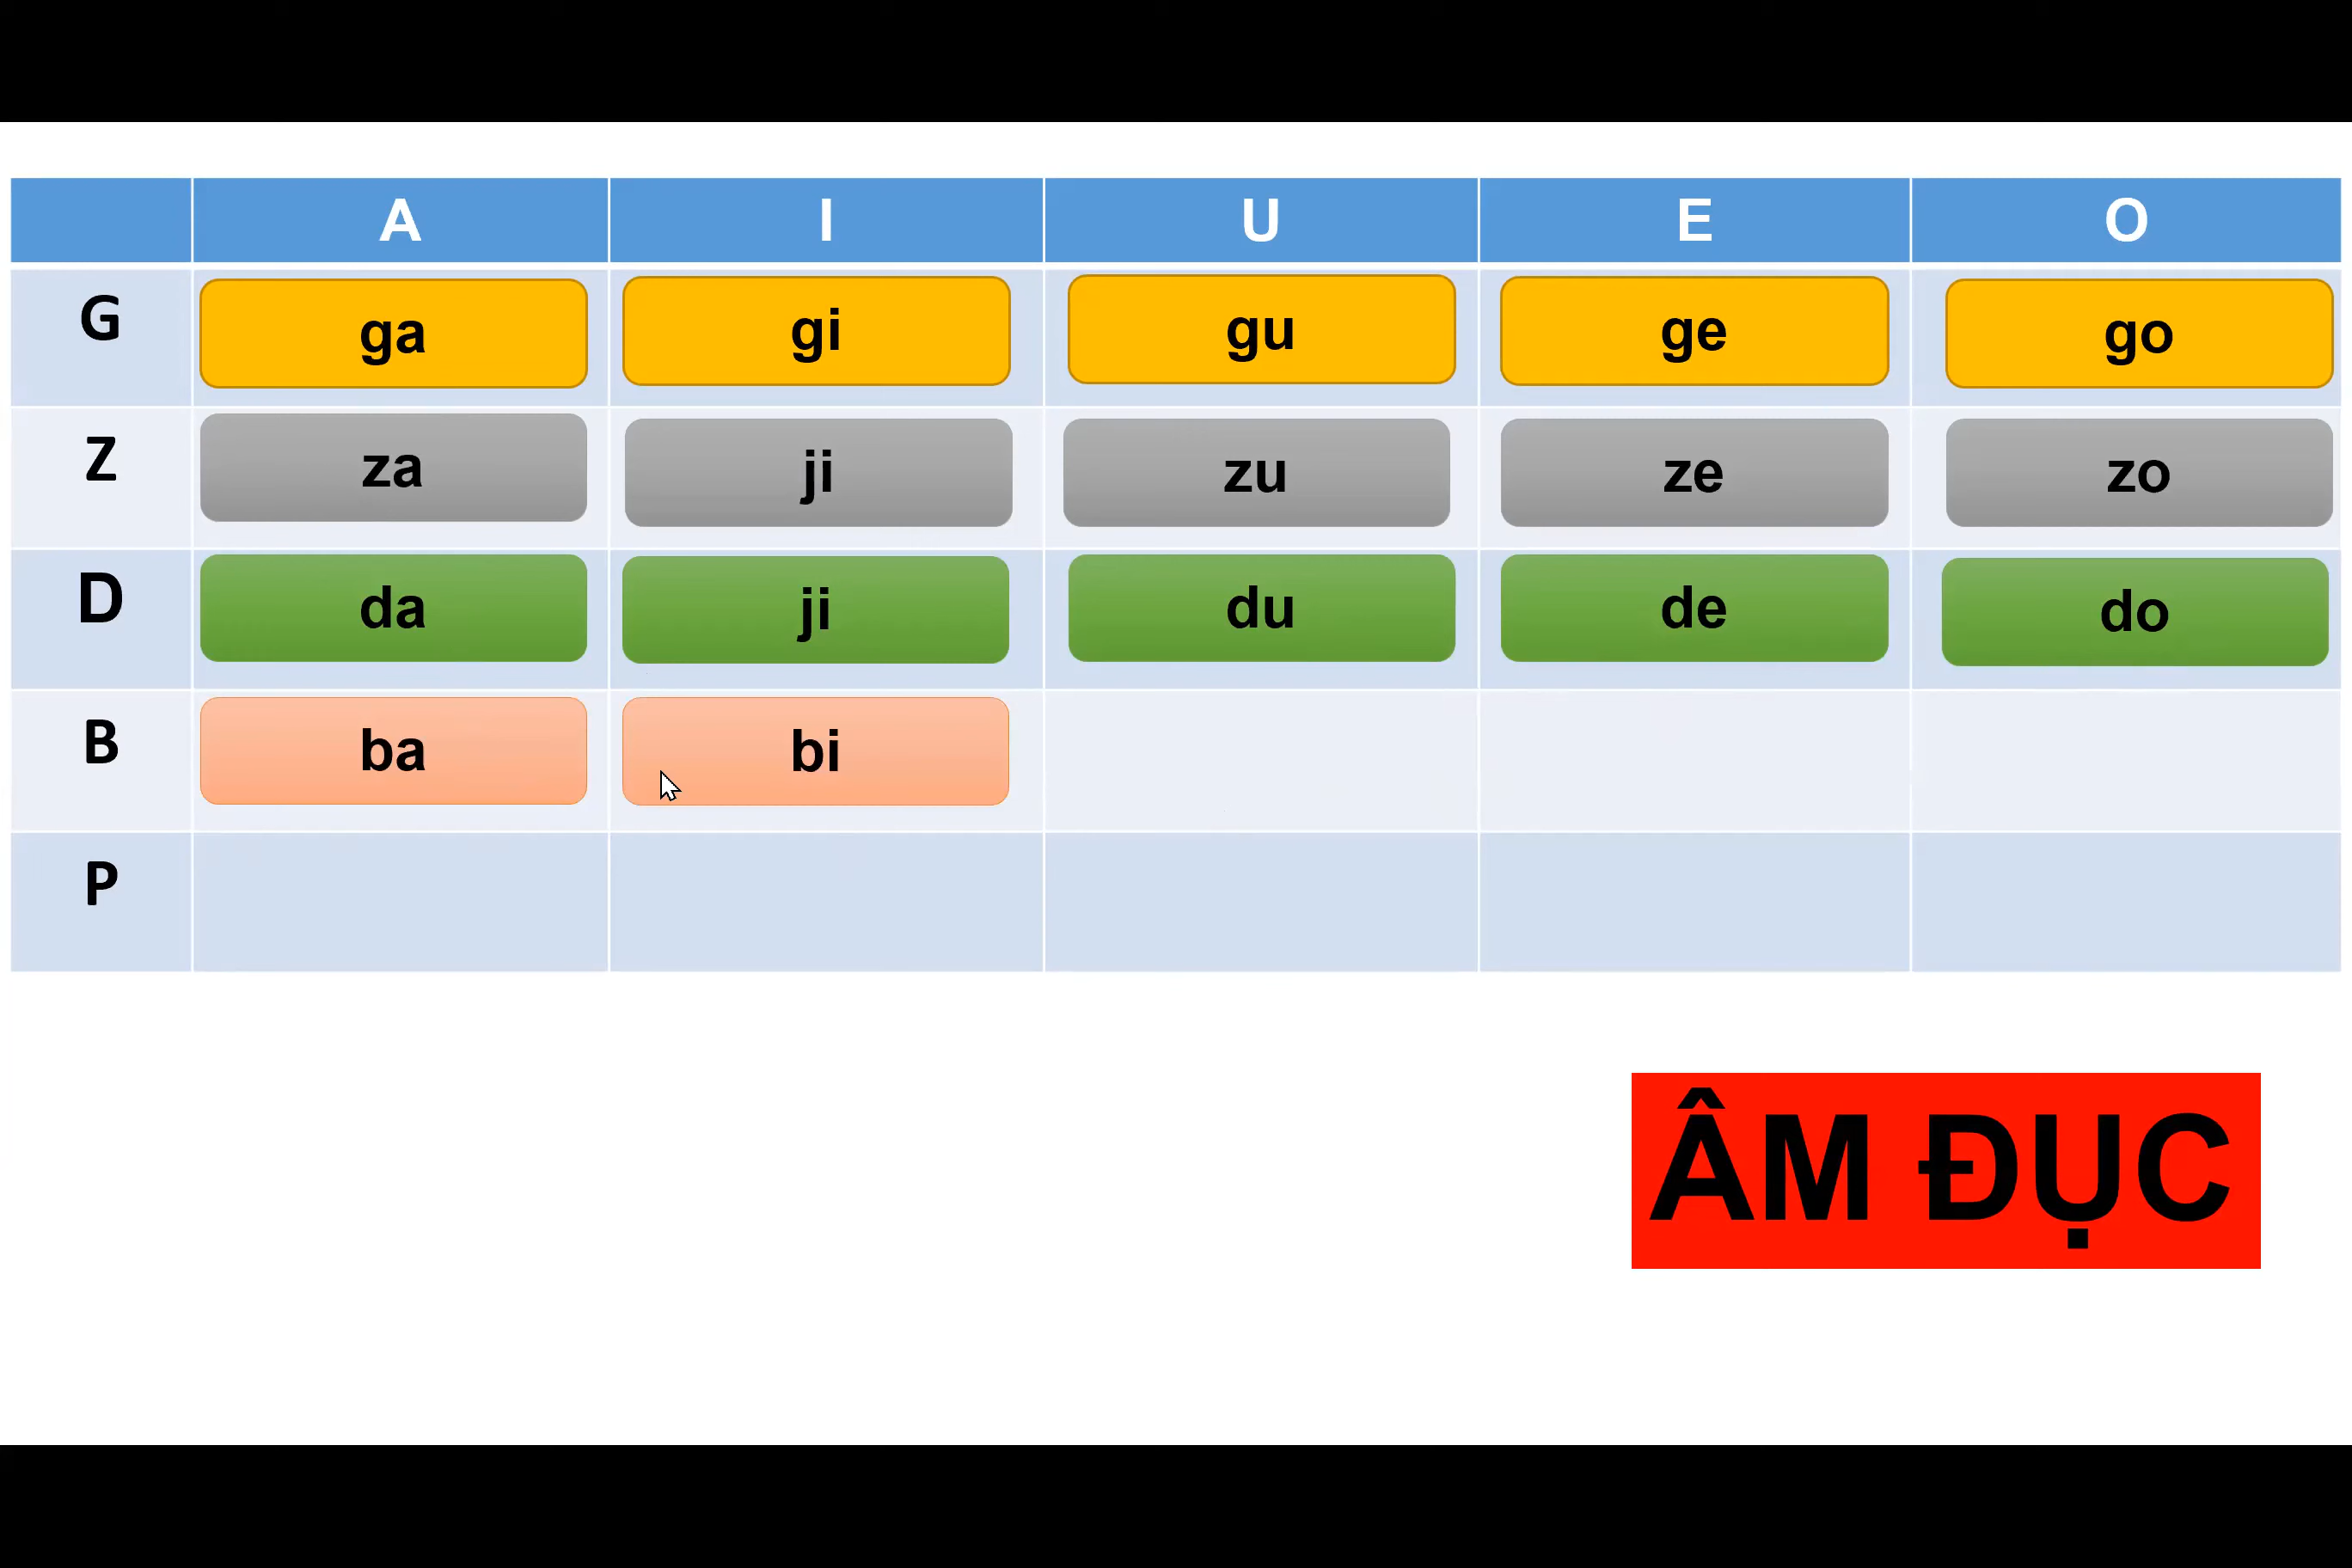 A I U E O
G ga gi gu ge go
Z za ji zu ze zo
D da ji du de do
B ba bi
P
ÂM ĐỤC